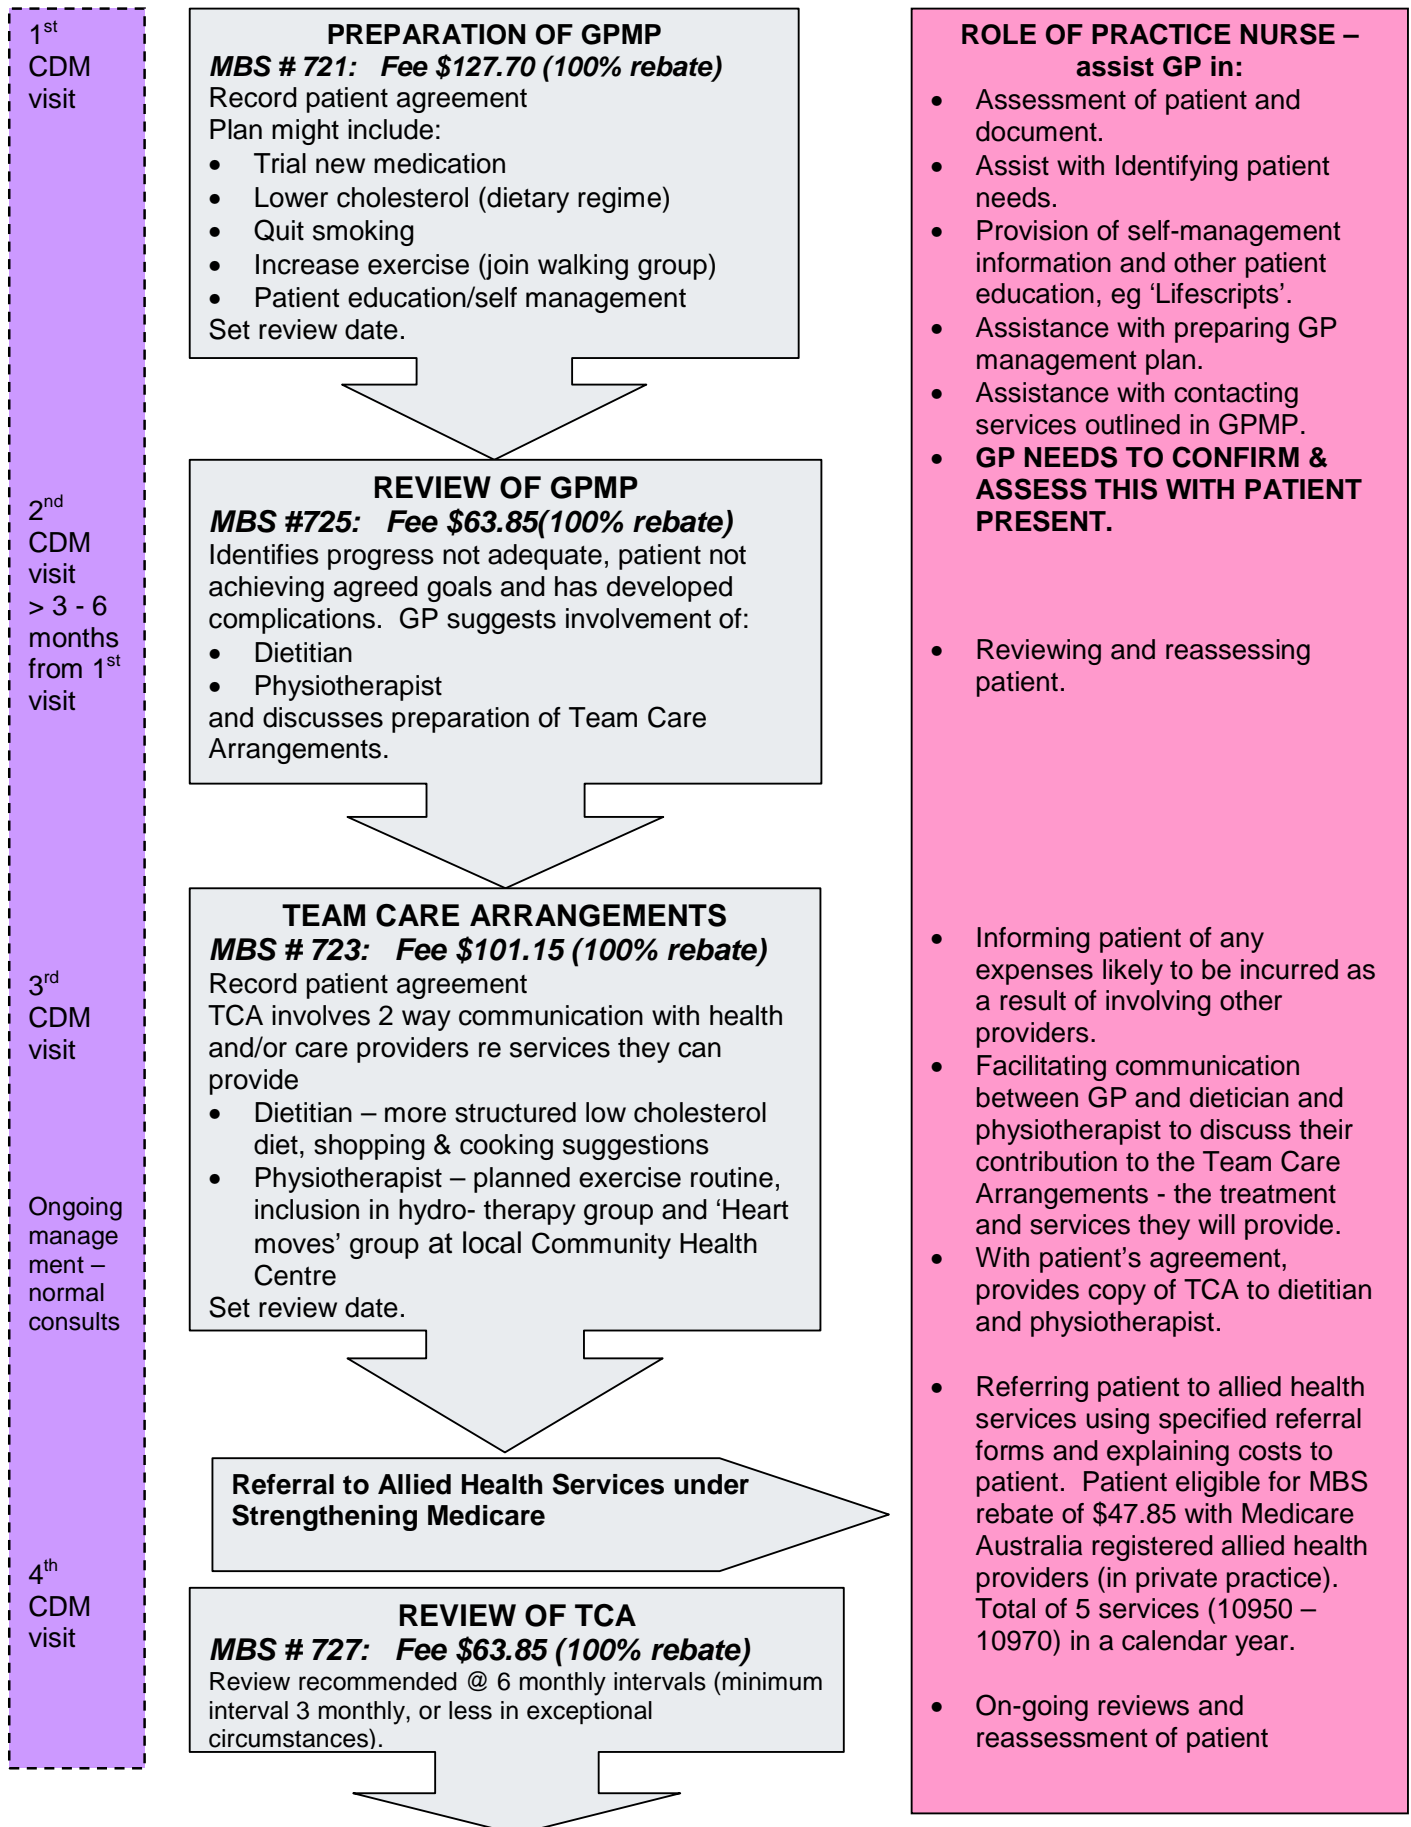 1st
CDM
visit
2nd
CDM
visit
> 3 - 6
months
from 1st
visit
3rd
CDM
visit
Ongoing
manage
ment –
normal
consults
4th
CDM
visit
PREPARATION OF GPMP
MBS # 721: Fee $127.70 (100% rebate)
Record patient agreement
Plan might include:
• Trial new medication
• Lower cholesterol (dietary regime)
• Quit smoking
• Increase exercise (join walking group)
• Patient education/self management
Set review date.
REVIEW OF GPMP
MBS #725: Fee $63.85(100% rebate)
Identifies progress not adequate, patient not
achieving agreed goals and has developed
complications. GP suggests involvement of:
• Dietitian
• Physiotherapist
and discusses preparation of Team Care
Arrangements.
TEAM CARE ARRANGEMENTS
MBS # 723: Fee $101.15 (100% rebate)
Record patient agreement
TCA involves 2 way communication with health
and/or care providers re services they can
provide
• Dietitian – more structured low cholesterol
diet, shopping & cooking suggestions
• Physiotherapist – planned exercise routine,
inclusion in hydro- therapy group and ‘Heart
moves’ group at local Community Health
Centre
Set review date.
Referral to Allied Health Services under
Strengthening Medicare
REVIEW OF TCA
MBS # 727: Fee $63.85 (100% rebate)
Review recommended @ 6 monthly intervals (minimum
interval 3 monthly, or less in exceptional
circumstances).
ROLE OF PRACTICE NURSE –
assist GP in:
• Assessment of patient and
document.
• Assist with Identifying patient
needs.
• Provision of self-management
information and other patient
education, eg ‘Lifescripts’.
• Assistance with preparing GP
management plan.
• Assistance with contacting
services outlined in GPMP.
• GP NEEDS TO CONFIRM &
ASSESS THIS WITH PATIENT
PRESENT.
• Reviewing and reassessing
patient.
• Informing patient of any
expenses likely to be incurred as
a result of involving other
providers.
• Facilitating communication
between GP and dietician and
physiotherapist to discuss their
contribution to the Team Care
Arrangements - the treatment
and services they will provide.
• With patient’s agreement,
provides copy of TCA to dietitian
and physiotherapist.
• Referring patient to allied health
services using specified referral
forms and explaining costs to
patient. Patient eligible for MBS
rebate of $47.85 with Medicare
Australia registered allied health
providers (in private practice).
Total of 5 services (10950 –
10970) in a calendar year.
• On-going reviews and
reassessment of patient